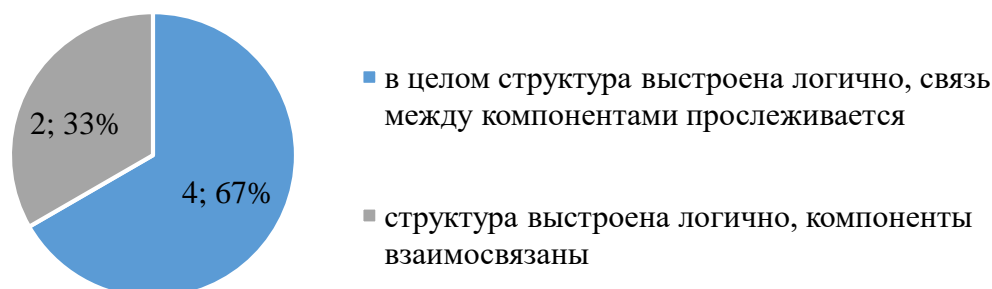 в целом структура выстроена логично, связь
между компонентами прослеживается
2; 33%
4; 67%
структура выстроена логично, компоненты
взаимосвязаны